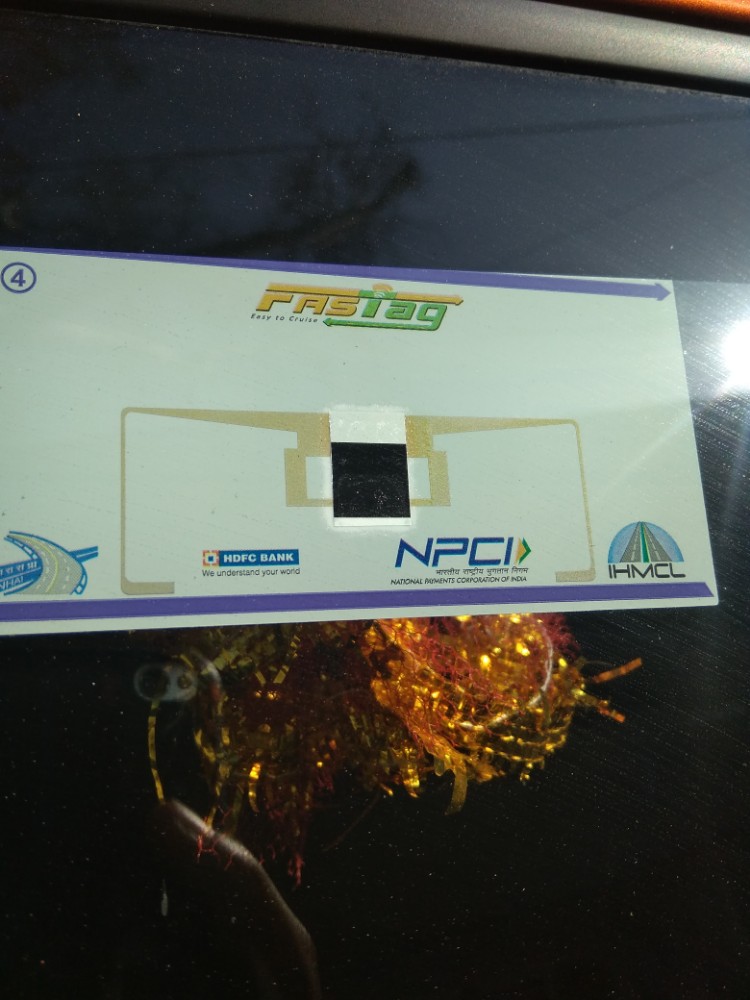 4
FASTag
Easy to Cruise
NHAI
HDFC BANK
We understand your world
NPCI
भारतीय राष्ट्रीय भुगतान निगम
NATIONAL PAYMENTS CORPORATION OF INDIA
IHMCL